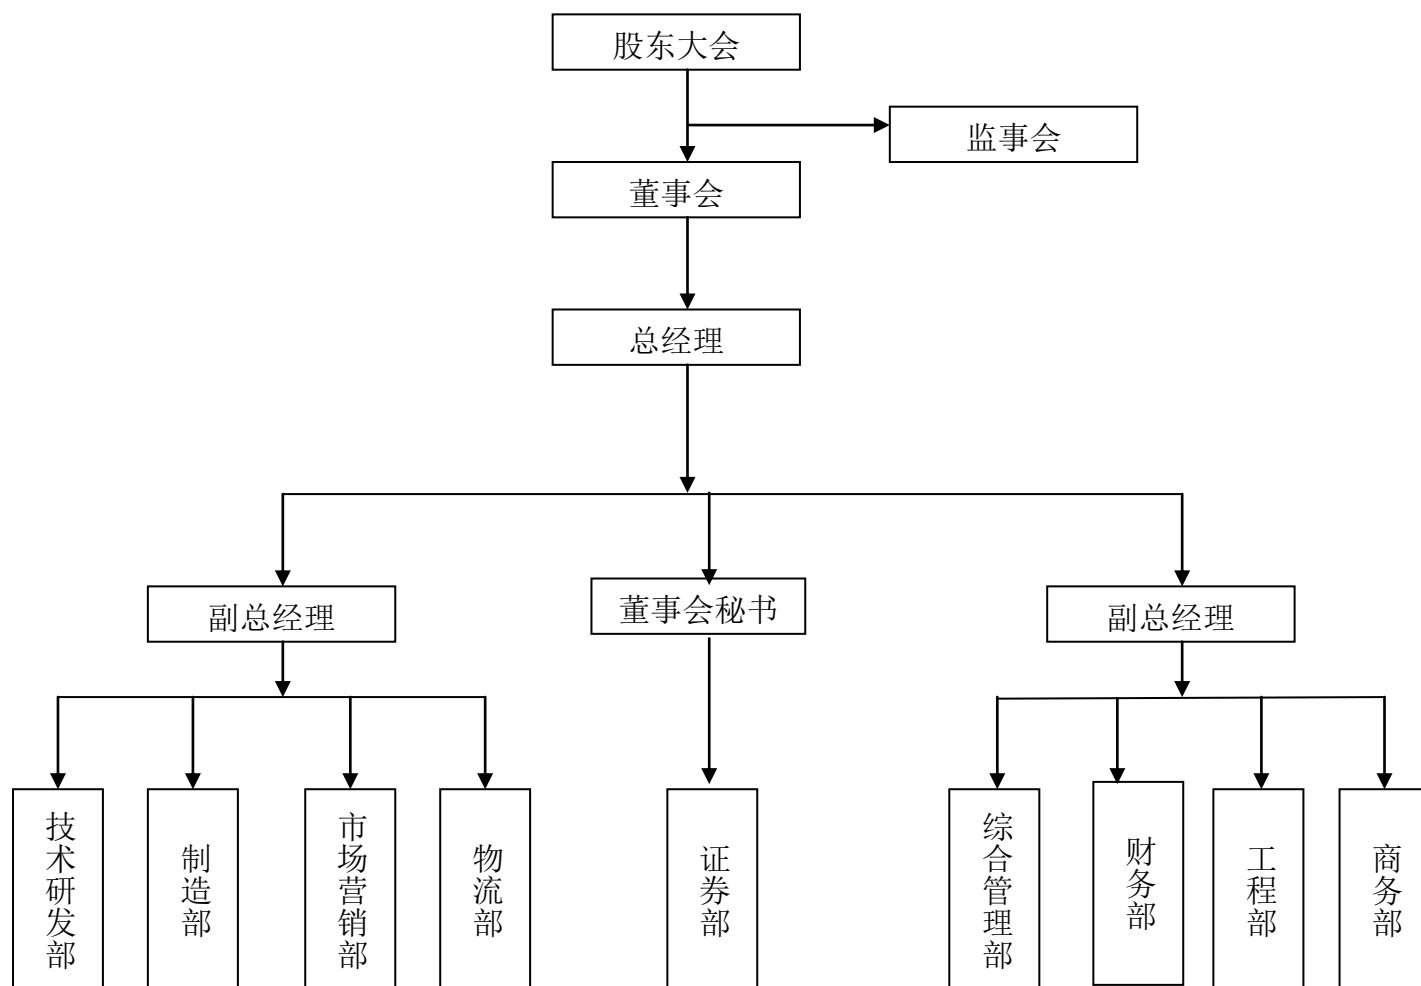 股东大会
监事会
董事会
总经理
副总经理
董事会秘书
副总经理
技术研发部
制造部
市场营销部
物流部
证券部
综合管理部
财务部
工程部
商务部